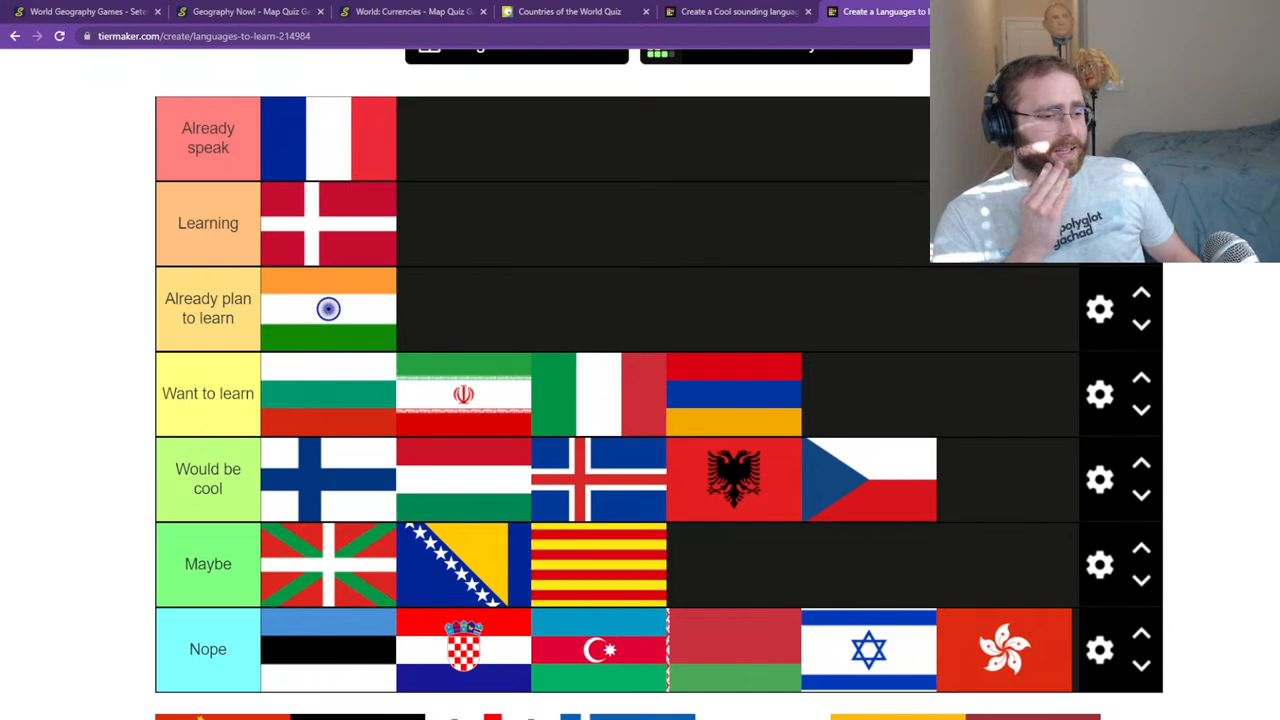 World Geography Games - Sete
Geography Now! - Map Quiz G
World: Currencies - Map Quiz G
Countries of the World Quiz
Create a Cool sounding langua
Create a Languages to l
tiermaker.com/create/languages-to-learn-214984
Already
speak
Learning
Already plan
to learn
Want to learn
Would be
cool
Maybe
Nope
polyglot
gachad